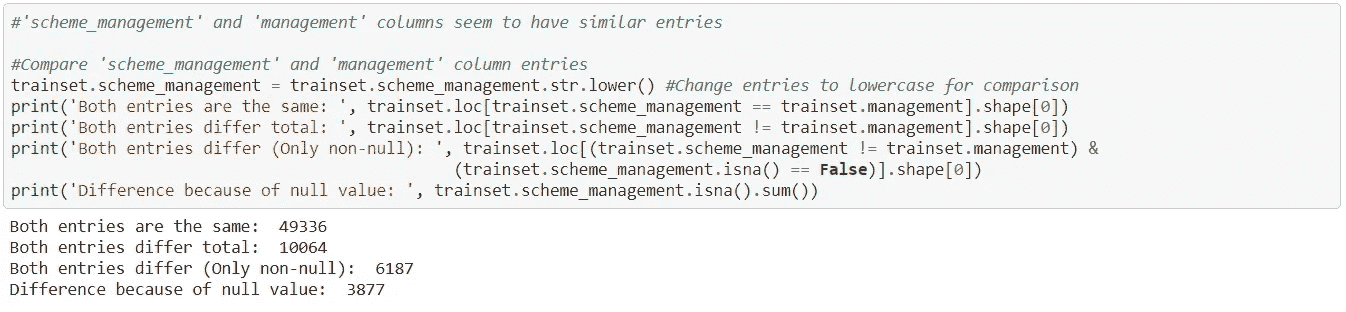 #'scheme_management' and 'management' columns seem to have similar entries
#Compare 'scheme_management' and 'management' column entries
trainset.scheme_management = trainset.scheme_management.str.lower() #Change entries to lowercase for comparison
print('Both entries are the same: ', trainset.loc[trainset.scheme_management == trainset.management].shape[0])
print('Both entries differ total: ', trainset.loc[trainset.scheme_management != trainset.management].shape[0])
print('Both entries differ (Only non-null): ', trainset.loc[(trainset.scheme_management != trainset.management) &
(trainset.scheme_management.isna() == False)].shape[0])
print('Difference because of null value: ', trainset.scheme_management.isna().sum())
Both entries are the same:  49336
Both entries differ total:  10064
Both entries differ (Only non-null):  6187
Difference because of null value:  3877